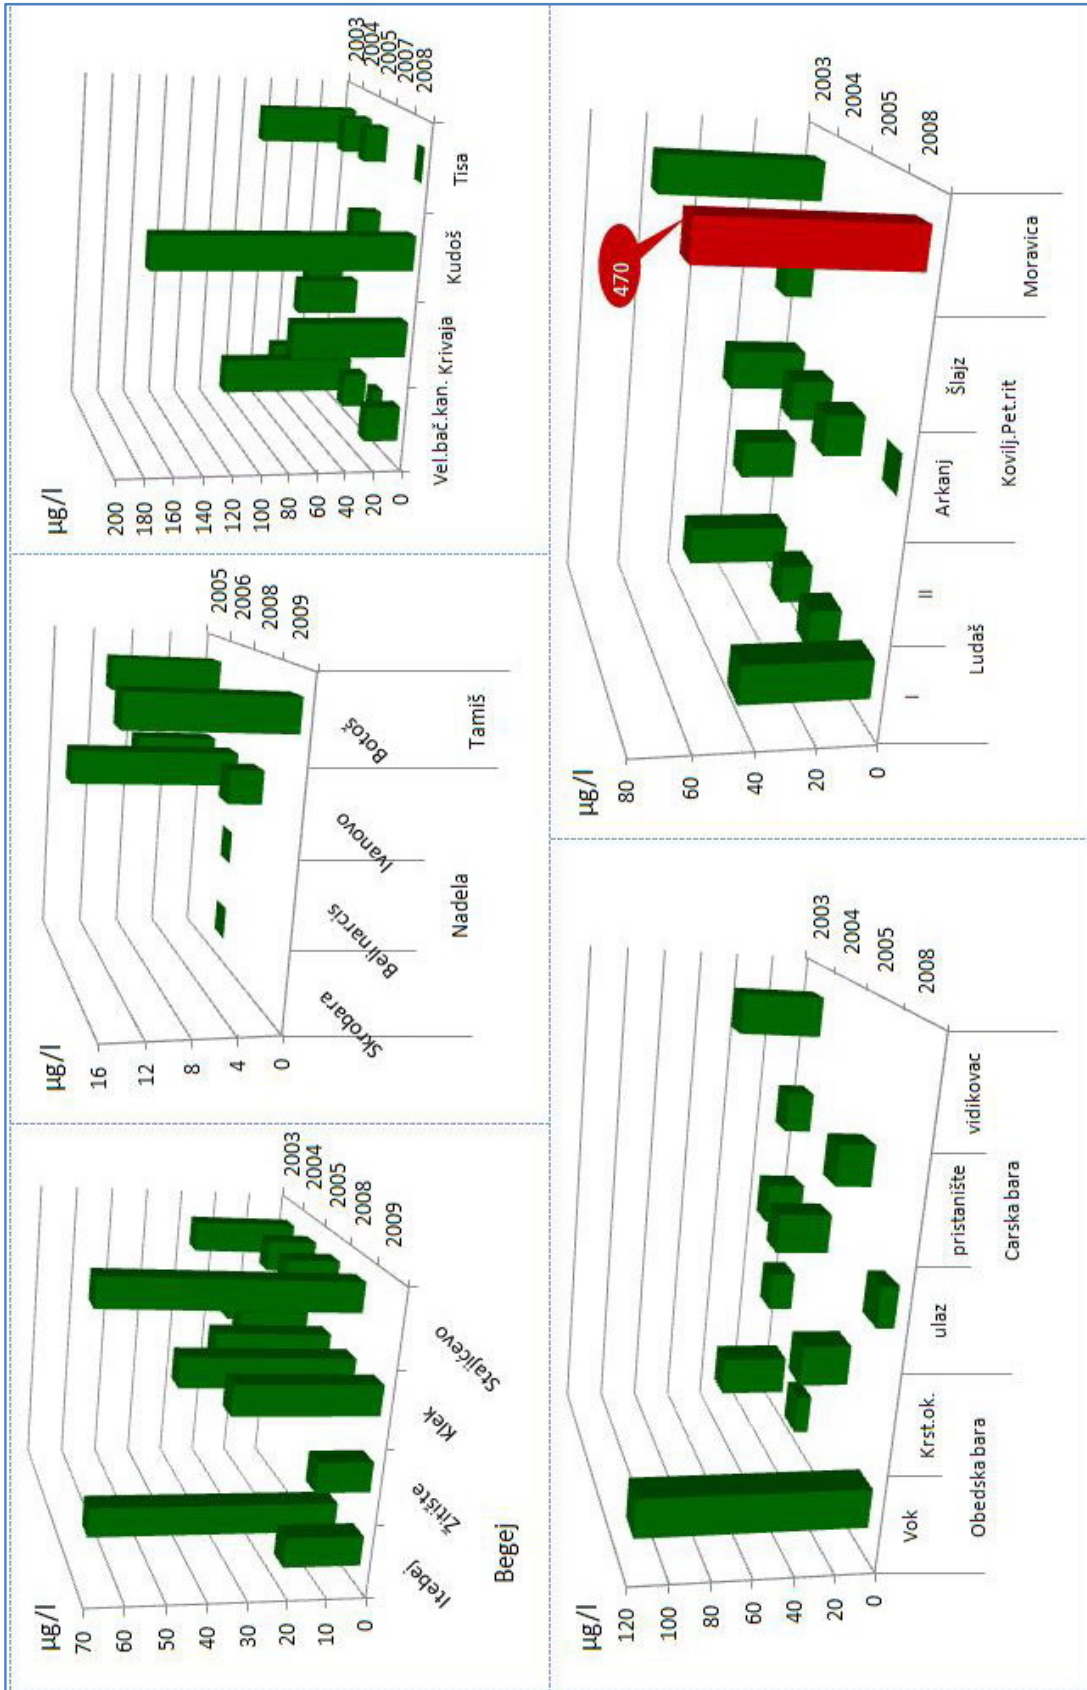 µg/l
70
60
50
40
30
20
10
0
2003
2004
2005
2008
2009
Itebej
Žitište
Klek
Stajićevo
Begej
µg/l
16
12
8
4
0
2005
2006
2008
2009
Skrobara
Beli narcis
Ivanovo
Botoš
Nadela
Tamiš
µg/l
200
180
160
140
120
100
80
60
40
20
0
2003
2004
2005
2007
2008
Vel.bač.kan.
Krivaja
Kudoš
Tisa
µg/l
120
100
80
60
40
20
0
2003
2004
2005
2008
Vok
Krst.ok.
ulaz
pristanište
vidikovac
Obedska bara
Carska bara
µg/l
80
60
40
20
0
470
2003
2004
2005
2008
I
II
Arkanj
Šlajz
Moravica
Ludaš
Kovilj.Pet.rit